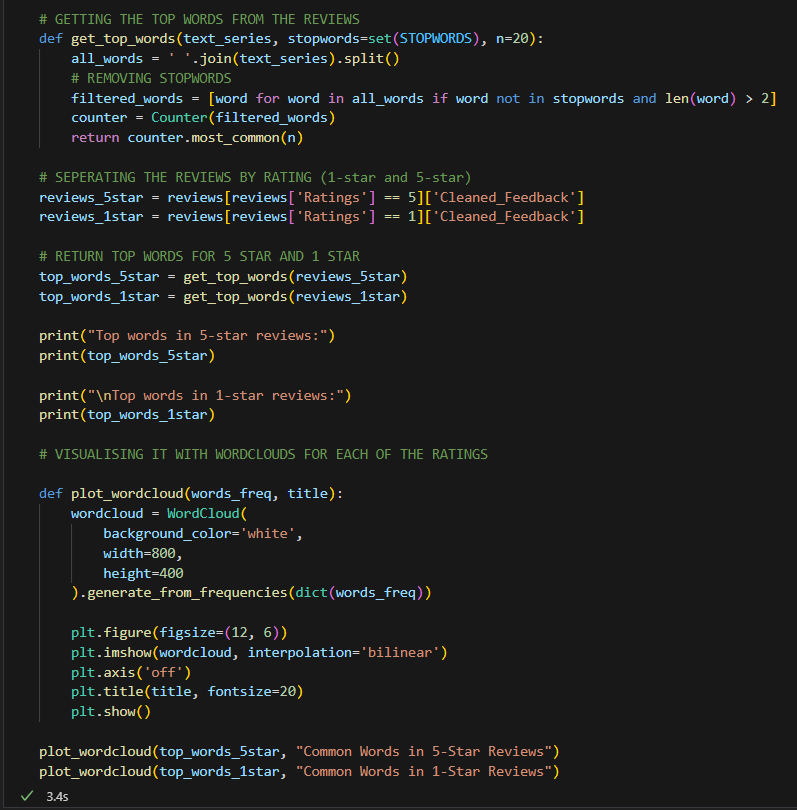 # GETTING THE TOP WORDS FROM THE REVIEWS
def get_top_words(text_series, stopwords=set(STOPWORDS), n=20):
    all_words = ' '.join(text_series).split()
    # REMOVING STOPWORDS
    filtered_words = [word for word in all_words if word not in stopwords and len(word) > 2]
    counter = Counter(filtered_words)
    return counter.most_common(n)

# SEPERATING THE REVIEWS BY RATING (1-star and 5-star)
reviews_5star = reviews[reviews['Ratings'] == 5]['Cleaned_Feedback']
reviews_1star = reviews[reviews['Ratings'] == 1]['Cleaned_Feedback']

# RETURN TOP WORDS FOR 5 STAR AND 1 STAR
top_words_5star = get_top_words(reviews_5star)
top_words_1star = get_top_words(reviews_1star)

print("Top words in 5-star reviews:")
print(top_words_5star)

print("\nTop words in 1-star reviews:")
print(top_words_1star)

# VISUALISING IT WITH WORDCLOUDS FOR EACH OF THE RATINGS

def plot_wordcloud(words_freq, title):
    wordcloud = WordCloud(
        background_color='white',
        width=800,
        height=400
    ).generate_from_frequencies(dict(words_freq))

    plt.figure(figsize=(12, 6))
    plt.imshow(wordcloud, interpolation='bilinear')
    plt.axis('off')
    plt.title(title, fontsize=20)
    plt.show()

plot_wordcloud(top_words_5star, "Common Words in 5-Star Reviews")
plot_wordcloud(top_words_1star, "Common Words in 1-Star Reviews")
3.4s